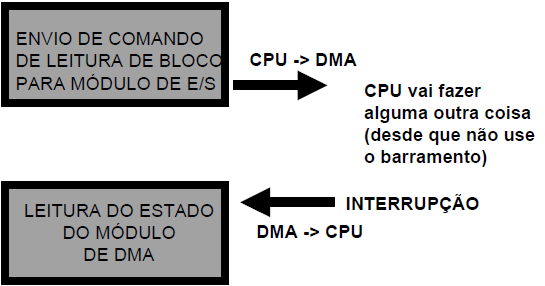 ENVIO DE COMANDO
DE LEITURA DE BLOCO
PARA MÓDULO DE E/S
CPU -> DMA
CPU vai fazer
alguma outra coisa
(desde que não use
o barramento)
LEITURA DO ESTADO
DO MÓDULO
DE DMA
INTERRUPÇÃO
DMA -> CPU